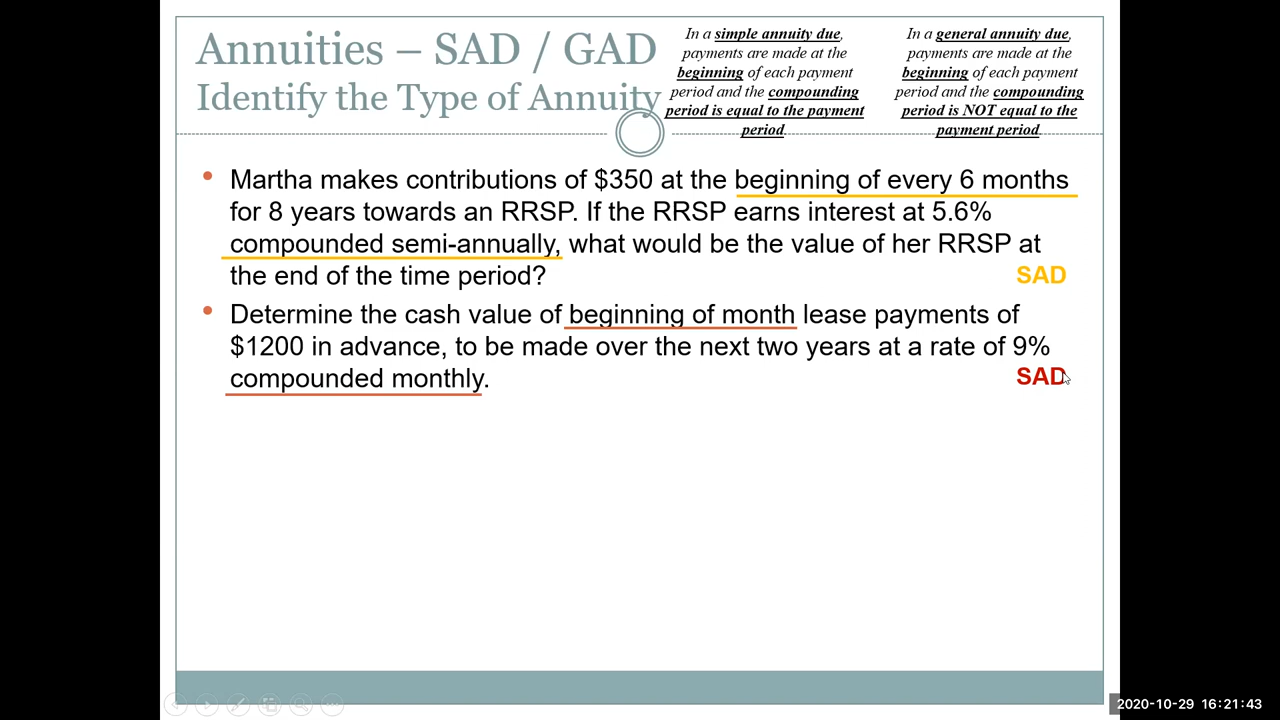 Annuities – SAD / GAD
Identify the Type of Annuity
In a simple annuity due,
payments are made at the
beginning of each payment
period and the compounding
period is equal to the payment
period.
In a general annuity due,
payments are made at the
beginning of each payment
period and the compounding
period is NOT equal to the
payment period.
• Martha makes contributions of $350 at the beginning of every 6 months
for 8 years towards an RRSP. If the RRSP earns interest at 5.6%
compounded semi-annually, what would be the value of her RRSP at
the end of the time period?
SAD
• Determine the cash value of beginning of month lease payments of
$1200 in advance, to be made over the next two years at a rate of 9%
compounded monthly.
SAD
2020-10-29 16:21:43